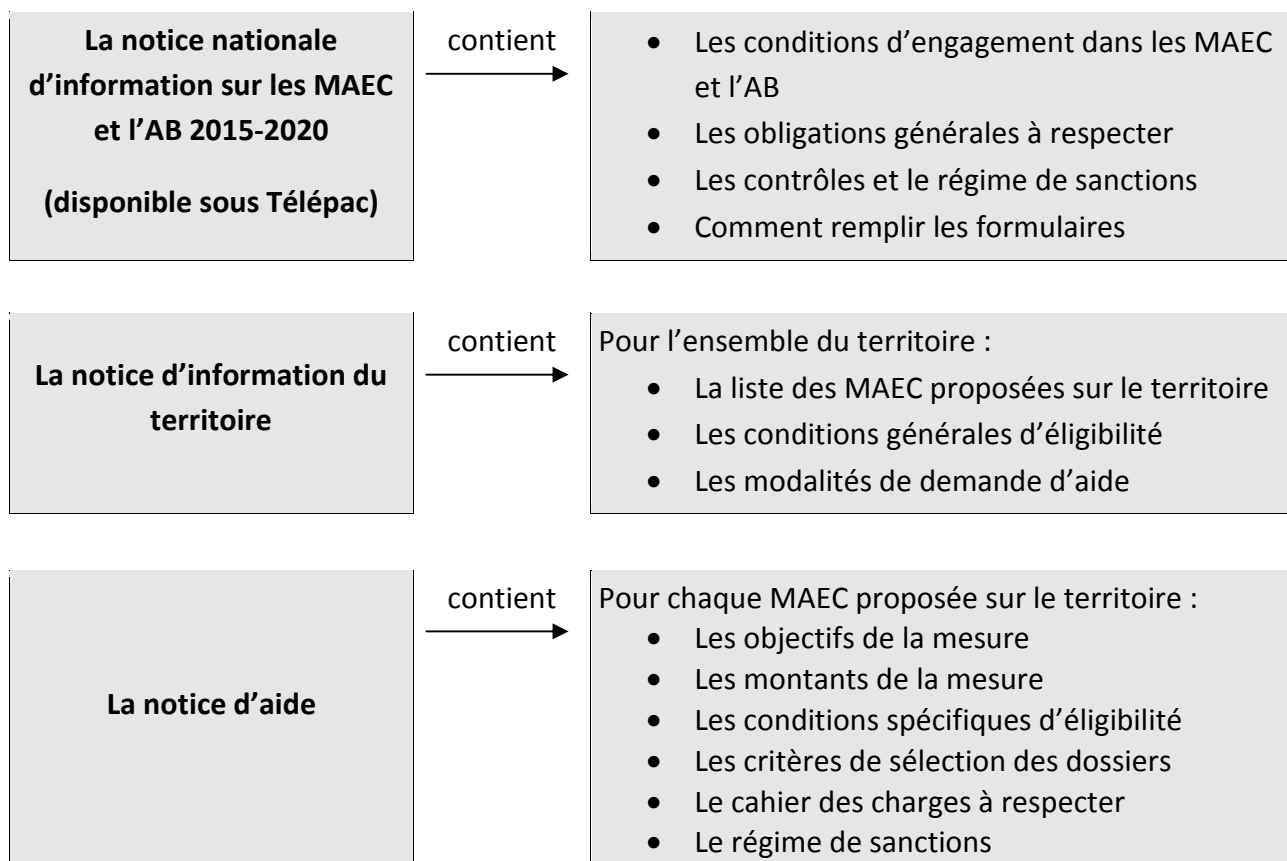 La notice nationale
d'information sur les MAEC
et l'AB 2015-2020
(disponible sous Télépac)
contient
• Les conditions d'engagement dans les MAEC
et l'AB
• Les obligations générales à respecter
• Les contrôles et le régime de sanctions
• Comment remplir les formulaires
La notice d'information du
territoire
contient
Pour l'ensemble du territoire :
• La liste des MAEC proposées sur le territoire
• Les conditions générales d'éligibilité
• Les modalités de demande d'aide
La notice d'aide
contient
Pour chaque MAEC proposée sur le territoire :
• Les objectifs de la mesure
• Les montants de la mesure
• Les conditions spécifiques d'éligibilité
• Les critères de sélection des dossiers
• Le cahier des charges à respecter
• Le régime de sanctions